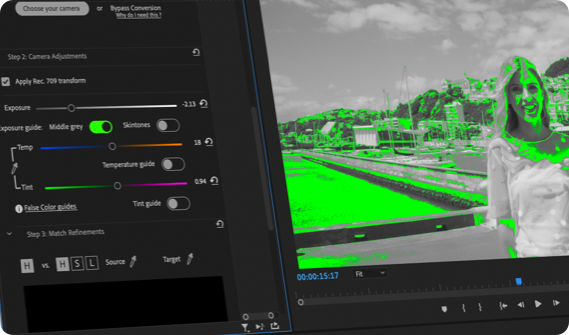 Choose your camera or Bypass Conversion
Why do I need this?
Step 2: Camera Adjustments
Apply Rec. 709 transform
Exposure -2.13
xposure guide: Middle grey Skintones
Temp 18
Temperature guide
Tint 0.94
False Color guides Tint guide
Step 3: Match Refinements
H vs. H S L Source Target
00:00:15:17 Fit